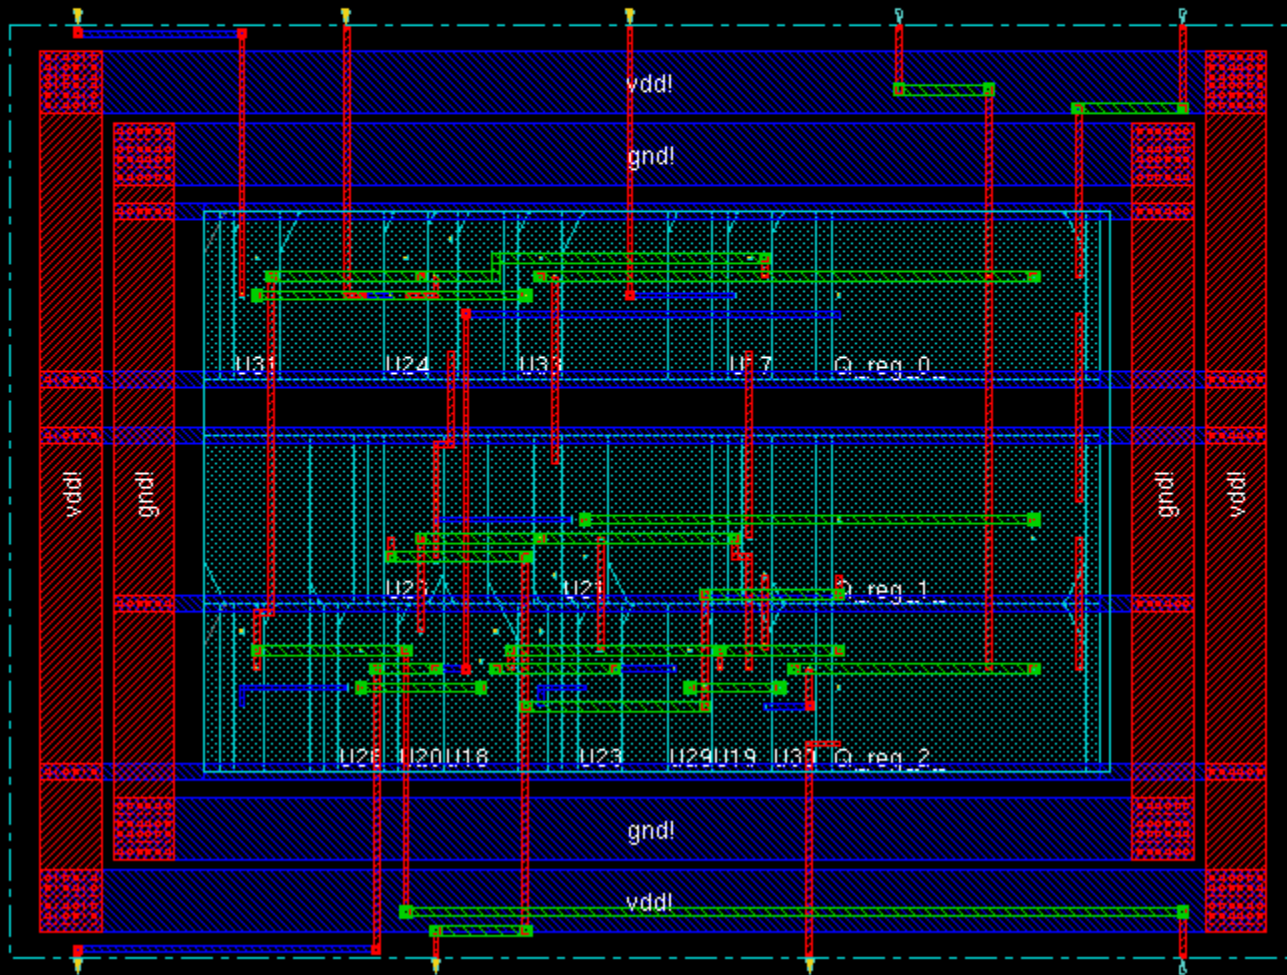 vdd!
gnd!
U31 U24 U33 Q_reg_0_
vdd! gnd! gnd! vdd!
U21 Q_reg_1_
U20 U18 U23 U29 U19 Q_reg_2_
gnd!
vdd!